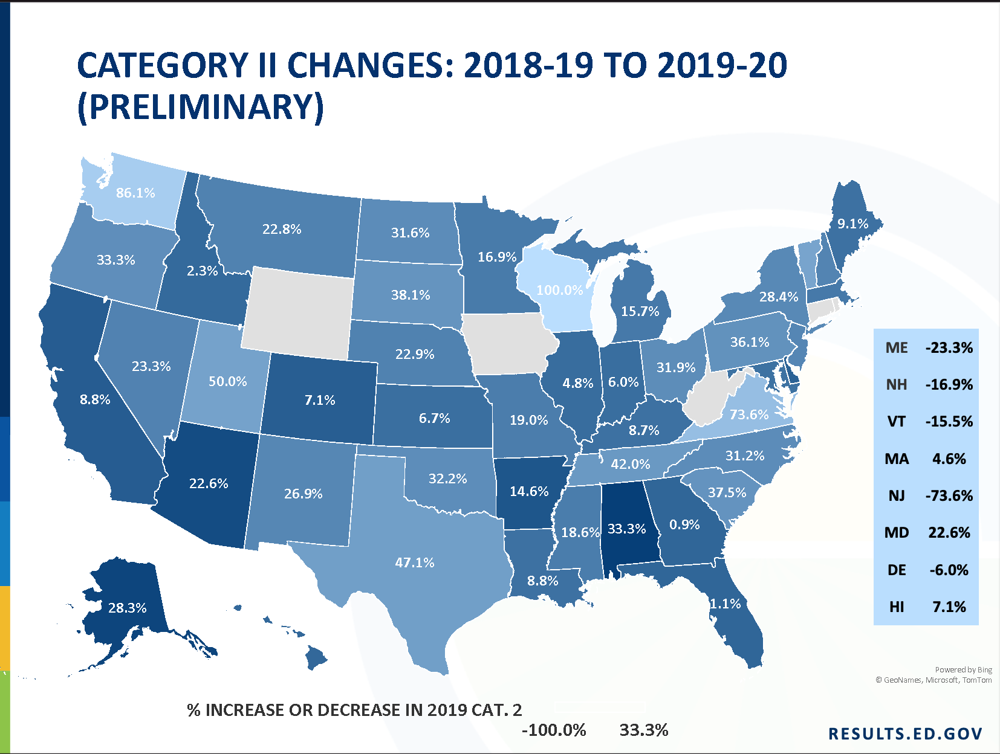 CATEGORY II CHANGES: 2018-19 TO 2019-20
(PRELIMINARY)
86.1%
33.3%
2.3%
22.8%
31.6%
16.9%
9.1%
38.1%
100.0%
15.7%
28.4%
23.3%
50.0%
22.9%
4.8%
6.0%
31.9%
36.1%
8.8%
7.1%
6.7%
19.0%
8.7%
73.6%
22.6%
26.9%
32.2%
14.6%
42.0%
31.2%
37.5%
47.1%
18.6%
33.3%
0.9%
8.8%
1.1%
28.3%
ME -23.3%
NH -16.9%
VT -15.5%
MA 4.6%
NJ -73.6%
MD 22.6%
DE -6.0%
HI 7.1%
Powered by Bing
© GeoNames, Microsoft, TomTom
% INCREASE OR DECREASE IN 2019 CAT. 2
-100.0% 33.3%
RESULTS.ED.GOV